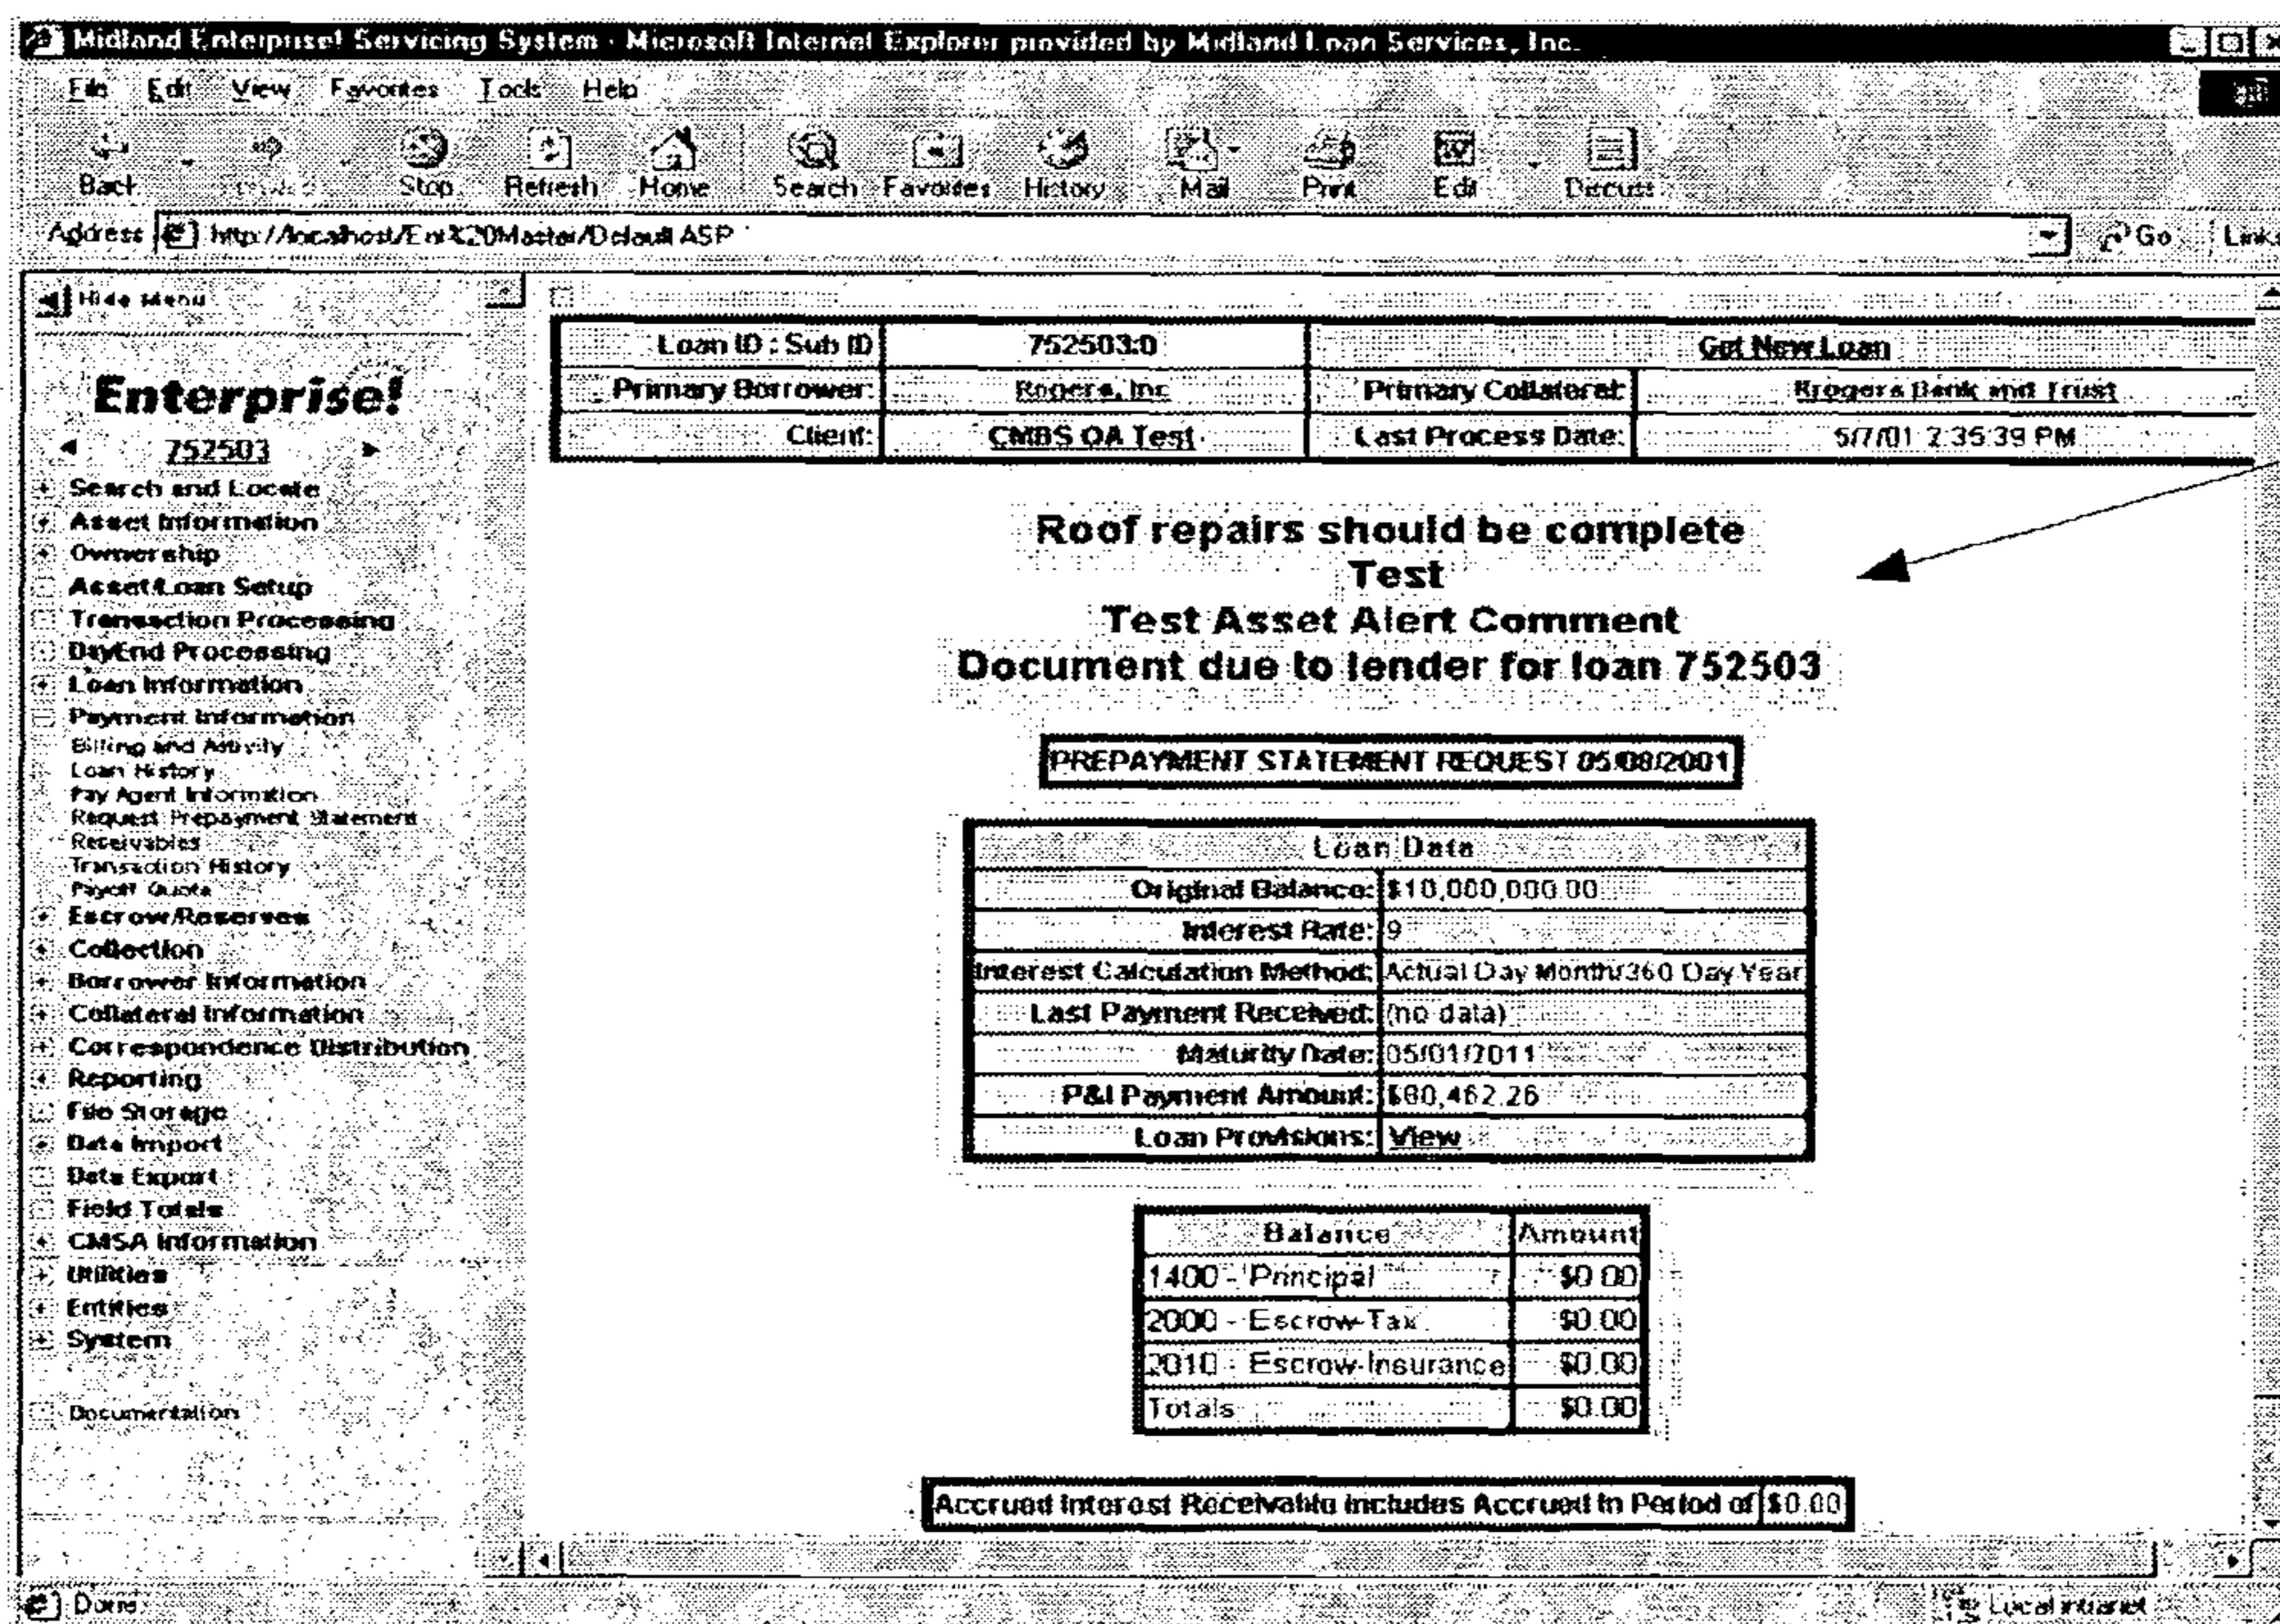 Midland Enterprise! Servicing System - Microsoft Internet Explorer provided by Midland Loan Services, Inc.
File Edit View Favorites Tools Help
Back Stop Refresh Home Search Favorites History Mail Print Edit Discuss
Address http://localhost/Ent%20Master/Default.ASP Go Links
Hide Menu
Loan ID : Sub ID 752503:0 Get New Loan
Primary Borrower: Rogers, Inc Primary Collateral: Krogers Bank and Trust
Client: CMBS QA Test Last Process Date: 5/7/01 2:35:39 PM
Enterprise!
752503
Search and Locate
Asset Information
Ownership
Asset/Loan Setup
Transaction Processing
DayEnd Processing
Loan Information
Payment Information
Billing and Activity
Loan History
Pay Agent Information
Request Prepayment Statement
Receivables
Transaction History
Payoff Quote
Escrow/Reserves
Collection
Borrower Information
Collateral Information
Correspondence Distribution
Reporting
File Storage
Data Import
Data Export
Field Totals
CMSA Information
Utilities
Entities
System
Documentation
Roof repairs should be complete
Test
Test Asset Alert Comment
Document due to lender for loan 752503
PREPAYMENT STATEMENT REQUEST 05/08/2001
Loan Data
Original Balance: $10,000,000.00
Interest Rate: 9
Interest Calculation Method: Actual Day Month/360 Day Year
Last Payment Received: (no data)
Maturity Date: 05/01/2011
P&I Payment Amount: $80,462.26
Loan Provisions: View
Balance Amount
1400 - Principal $0.00
2000 - Escrow-Tax $0.00
2010 - Escrow-Insurance $0.00
Totals $0.00
Accrued Interest Receivable includes Accrued in Period of $0.00
Done Local intranet